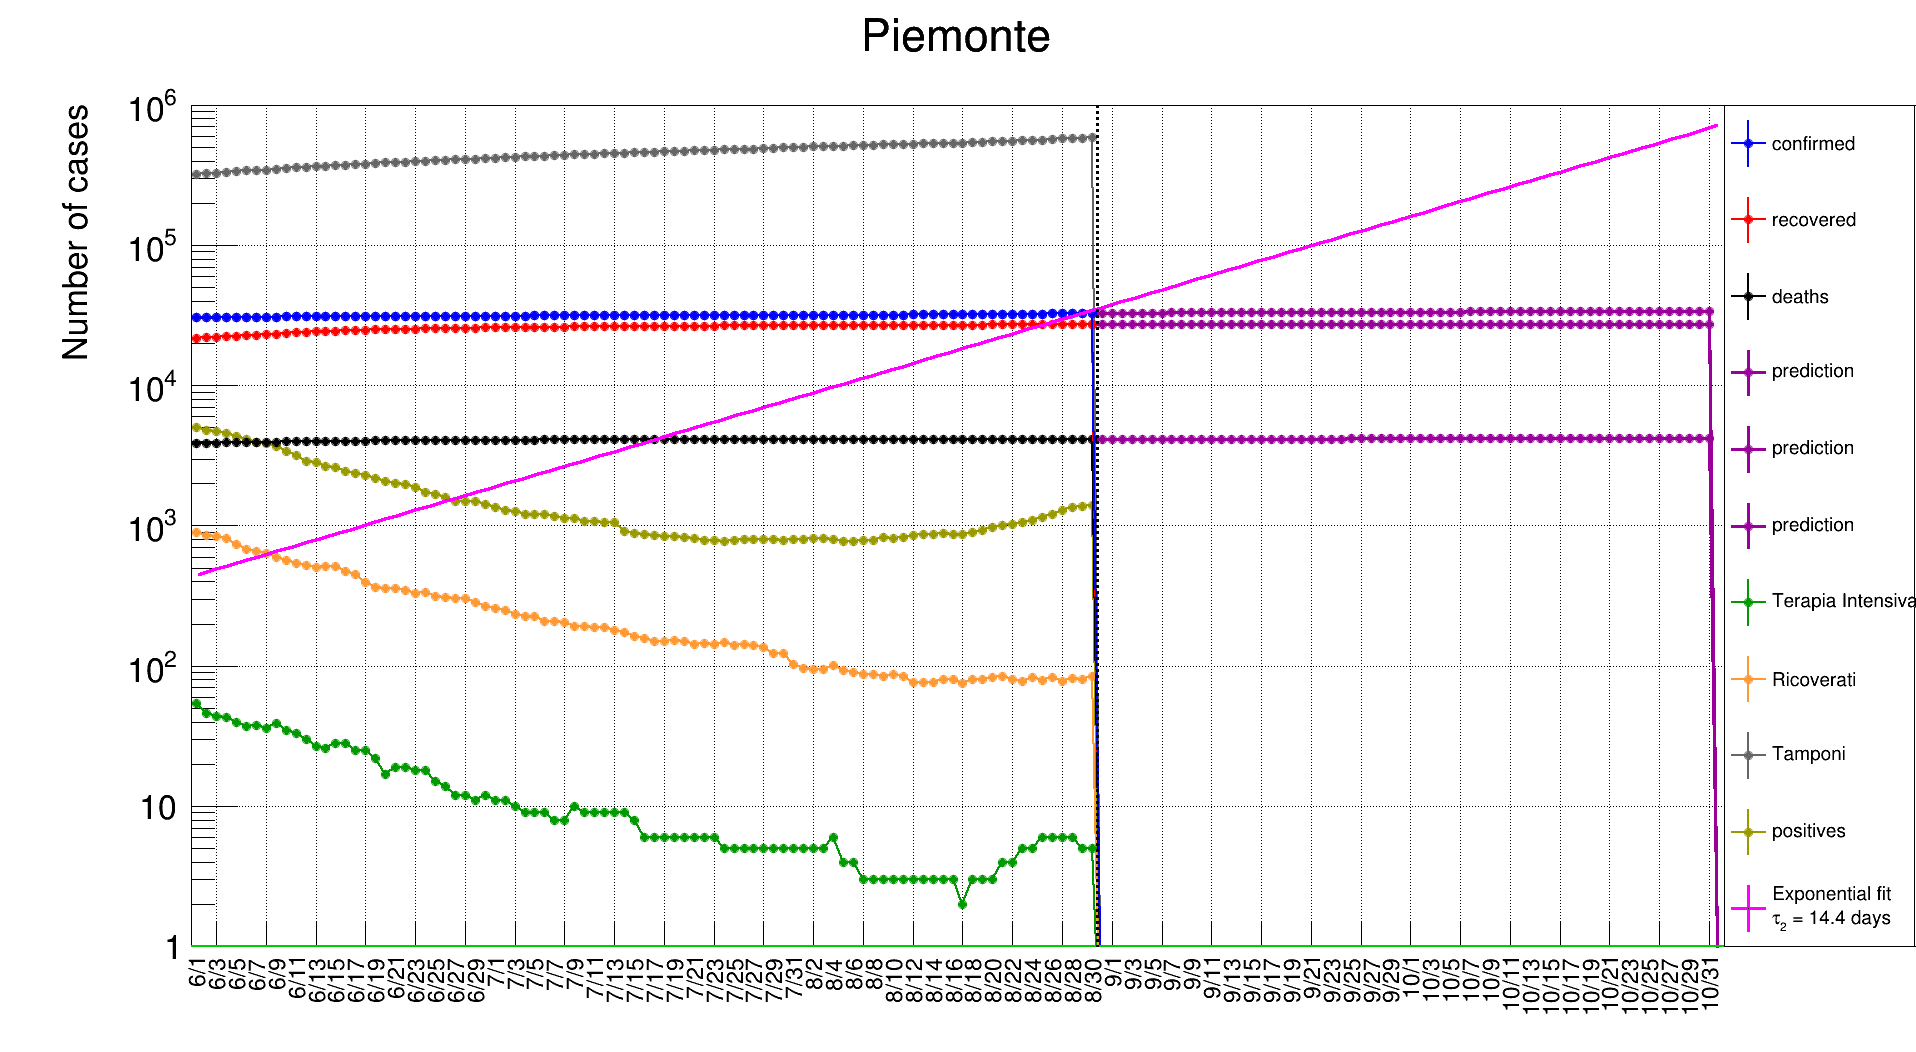 Piemonte
Number of cases
10^6
10^5
10^4
10^3
10^2
10
1
6/1 6/3 6/5 6/7 6/9 6/11 6/13 6/15 6/17 6/19 6/21 6/23 6/25 6/27 6/29 7/1 7/3 7/5 7/7 7/9 7/11 7/13 7/15 7/17 7/19 7/21 7/23 7/25 7/27 7/29 7/31 8/2 8/4 8/6 8/8 8/10 8/12 8/14 8/16 8/18 8/20 8/22 8/24 8/26 8/28 8/30 9/1 9/3 9/5 9/7 9/9 9/11 9/13 9/15 9/17 9/19 9/21 9/23 9/25 9/27 9/29 10/1 10/3 10/5 10/7 10/9 10/11 10/13 10/15 10/17 10/19 10/21 10/23 10/25 10/27 10/29 10/31
confirmed
recovered
deaths
prediction
prediction
prediction
Terapia Intensiva
Ricoverati
Tamponi
positives
Exponential fit
τ₂ = 14.4 days